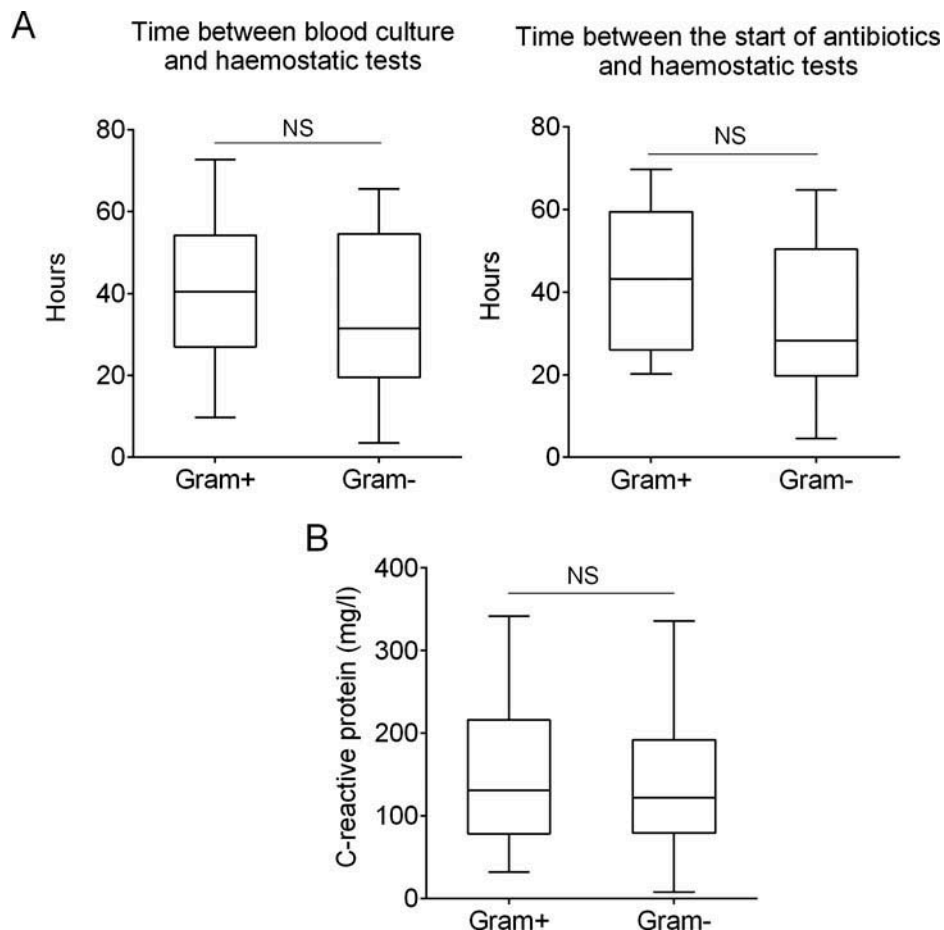 A
Time between blood culture
and haemostatic tests
NS
80
60
40
20
0
Hours
Gram+ Gram-
Time between the start of antibiotics
and haemostatic tests
NS
80
60
40
20
0
Hours
Gram+ Gram-
B
NS
400
300
200
100
0
C-reactive protein (mg/l)
Gram+ Gram-